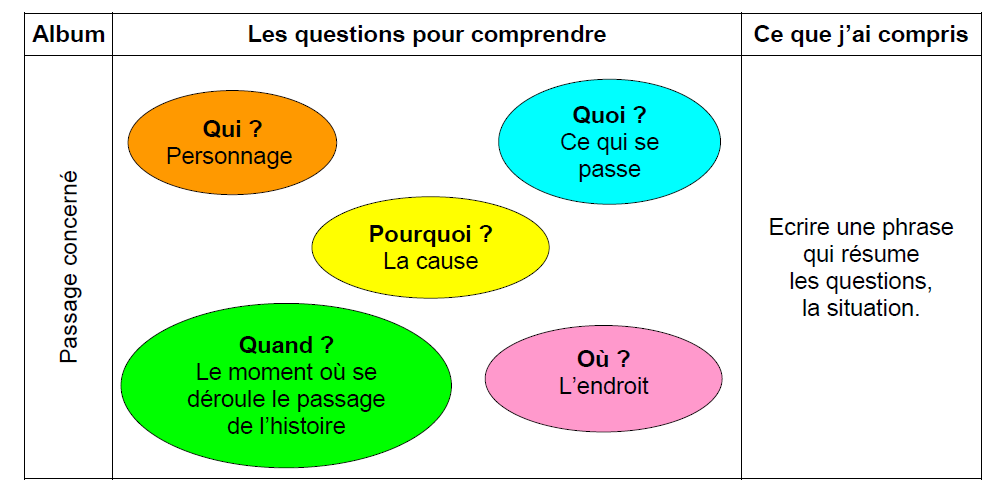 Album
Les questions pour comprendre
Ce que j’ai compris
Passage concerné
Qui ?
Personnage
Quoi ?
Ce qui se
passe
Pourquoi ?
La cause
Quand ?
Le moment où se
déroule le passage
de l’histoire
Où ?
L’endroit
Ecrire une phrase
qui résume
les questions,
la situation.